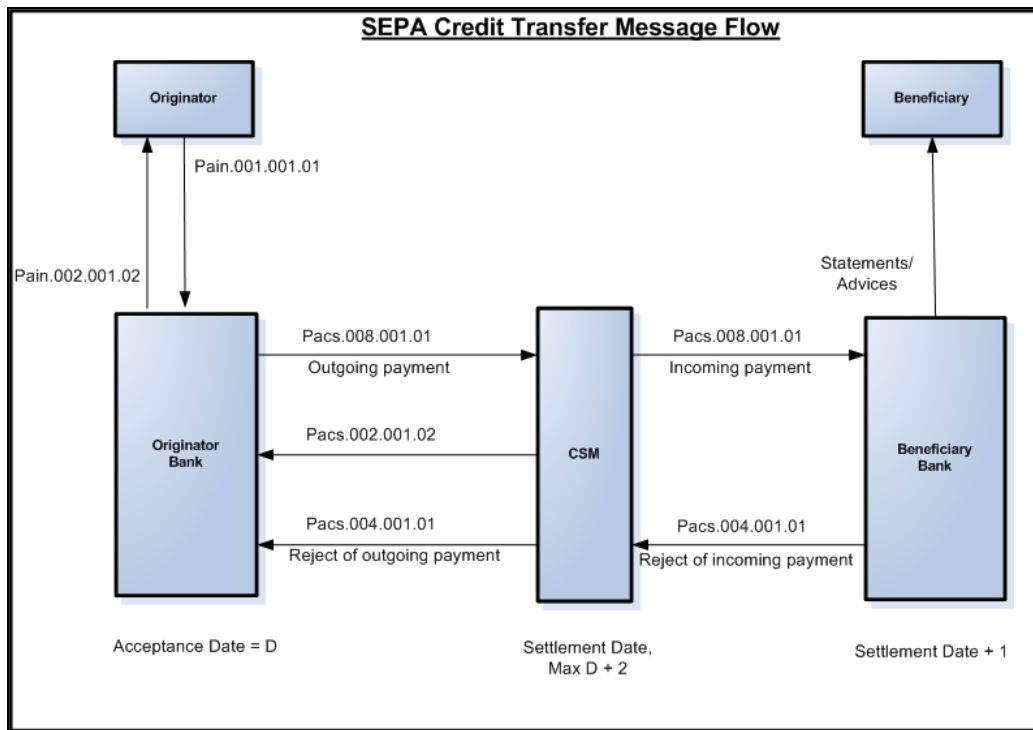 SEPA Credit Transfer Message Flow
Originator
Beneficiary
Pain.001.001.01
Pain.002.001.02
Statements/
Advices
Pacs.008.001.01
Outgoing payment
Pacs.008.001.01
Incoming payment
Pacs.002.001.02
Originator
Bank
CSM
Beneficiary
Bank
Pacs.004.001.01
Reject of outgoing payment
Pacs.004.001.01
Reject of incoming payment
Acceptance Date = D
Settlement Date,
Max D + 2
Settlement Date + 1